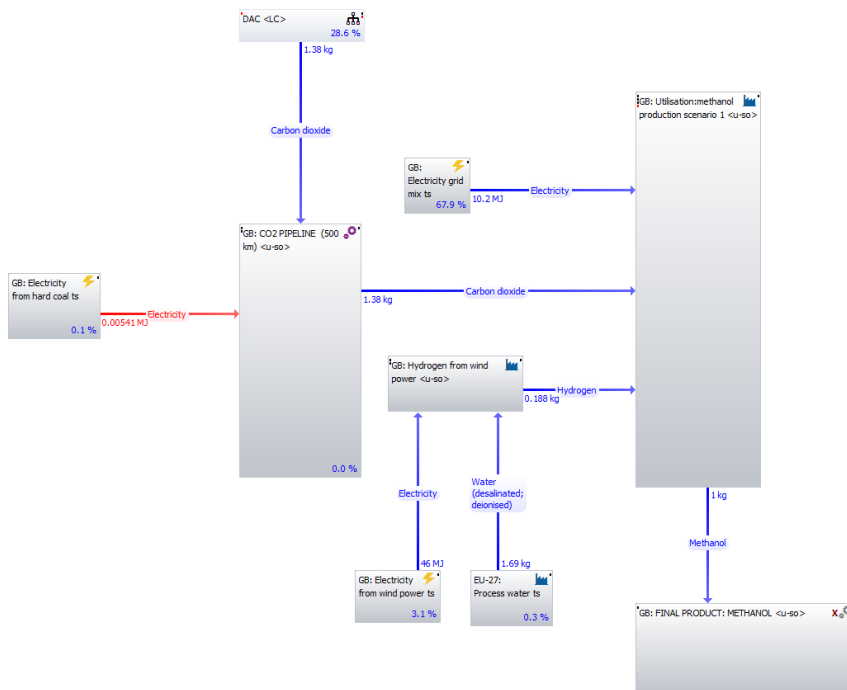 DAC <LC>
28.6 %
1.38 kg
Carbon dioxide
GB: Utilisation:methanol
production scenario 1 <u-so>
GB:
Electricity grid
mix ts
67.9 %
10.2 MJ
Electricity
GB: CO2 PIPELINE (500
km) <u-so>
0.0 %
GB: Electricity
from hard coal ts
0.1 %
0.00541 MJ
Electricity
1.38 kg
Carbon dioxide
GB: Hydrogen from wind
power <u-so>
0.188 kg
Hydrogen
Electricity
Water
(desalinated;
deionised)
46 MJ
1.69 kg
GB: Electricity
from wind power ts
3.1 %
EU-27:
Process water ts
0.3 %
1 kg
Methanol
GB: FINAL PRODUCT: METHANOL <u-so>
X